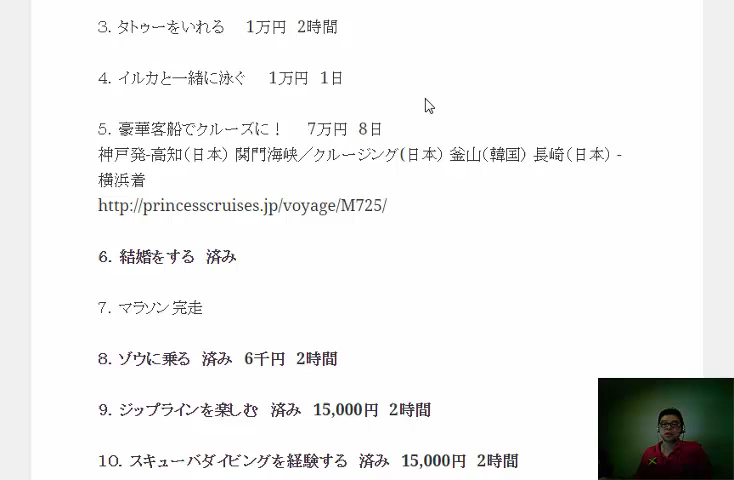 3. タトゥーをいれる　1万円 2時間
4. イルカと一緒に泳ぐ　1万円 1日
5. 豪華客船でクルーズに！　7万円 8日
神戸発-高知（日本） 関門海峡／クルージング(日本） 釜山（韓国） 長崎（日本） -
横浜着
http://princesscruises.jp/voyage/M725/
6. 結婚をする　済み
7. マラソン完走
8. ゾウに乗る　済み　6千円 2時間
9. ジップラインを楽しむ　済み　15,000円 2時間
10. スキューバダイビングを経験する　済み　15,000円 2時間